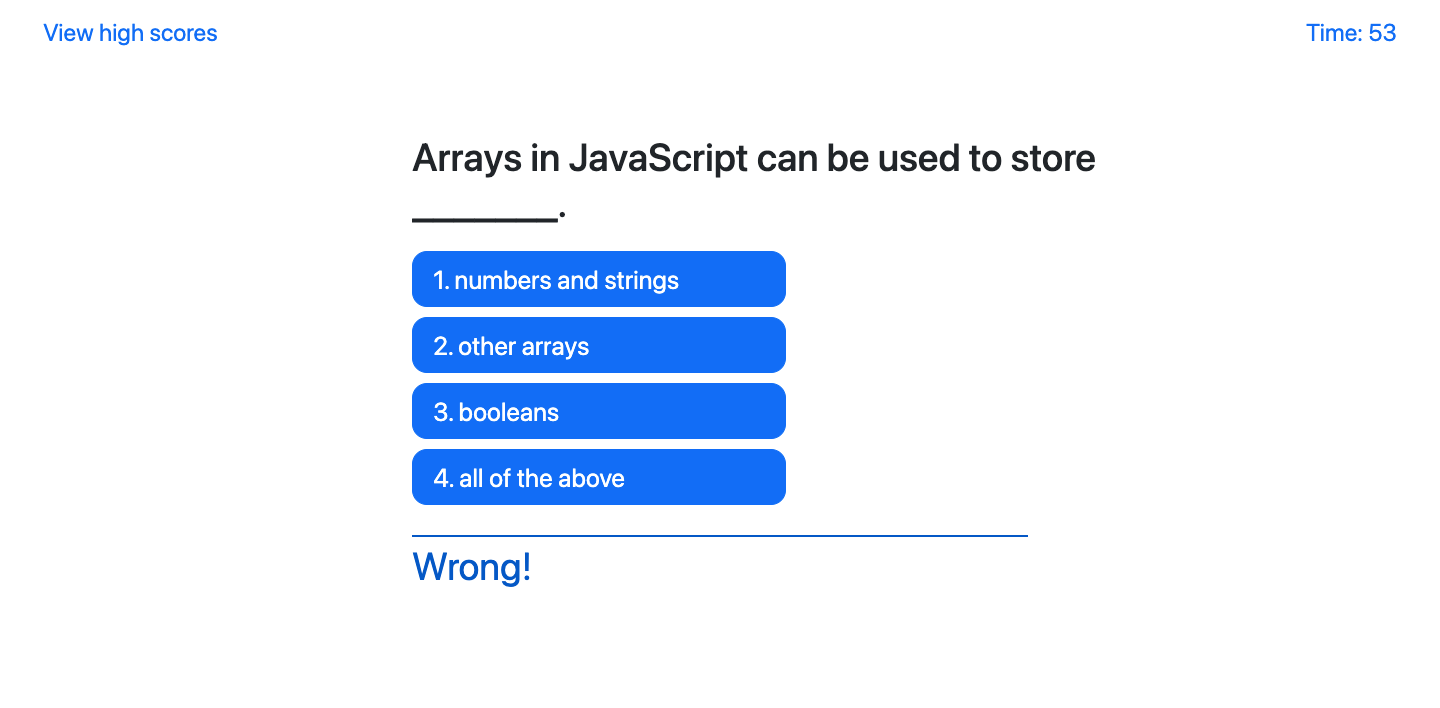 View high scores
Time: 53
Arrays in JavaScript can be used to store
_______.
1. numbers and strings
2. other arrays
3. booleans
4. all of the above
Wrong!